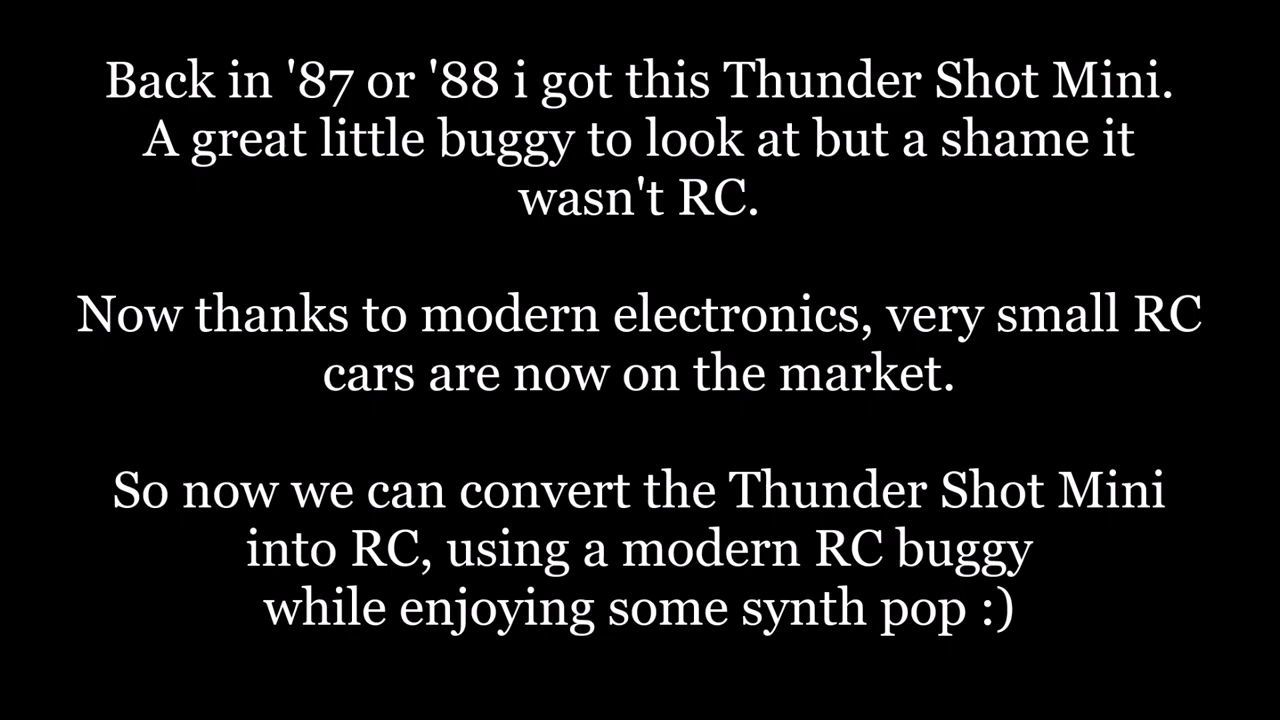 Back in '87 or '88 i got this Thunder Shot Mini.
A great little buggy to look at but a shame it
wasn't RC.
Now thanks to modern electronics, very small RC
cars are now on the market.
So now we can convert the Thunder Shot Mini
into RC, using a modern RC buggy
while enjoying some synth pop :)